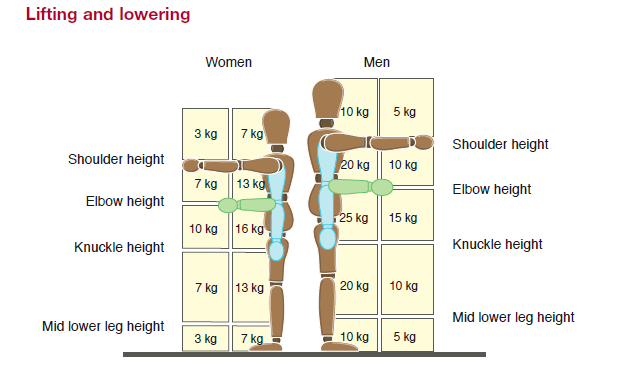 Lifting and lowering
Women
Men
10 kg 5 kg
3 kg 7 kg
Shoulder height
Shoulder height
20 kg 10 kg
7 kg 13 kg
Elbow height
Elbow height
25 kg 15 kg
10 kg 16 kg
Knuckle height
Knuckle height
7 kg 13 kg
20 kg 10 kg
Mid lower leg height
Mid lower leg height
3 kg 7 kg
10 kg 5 kg